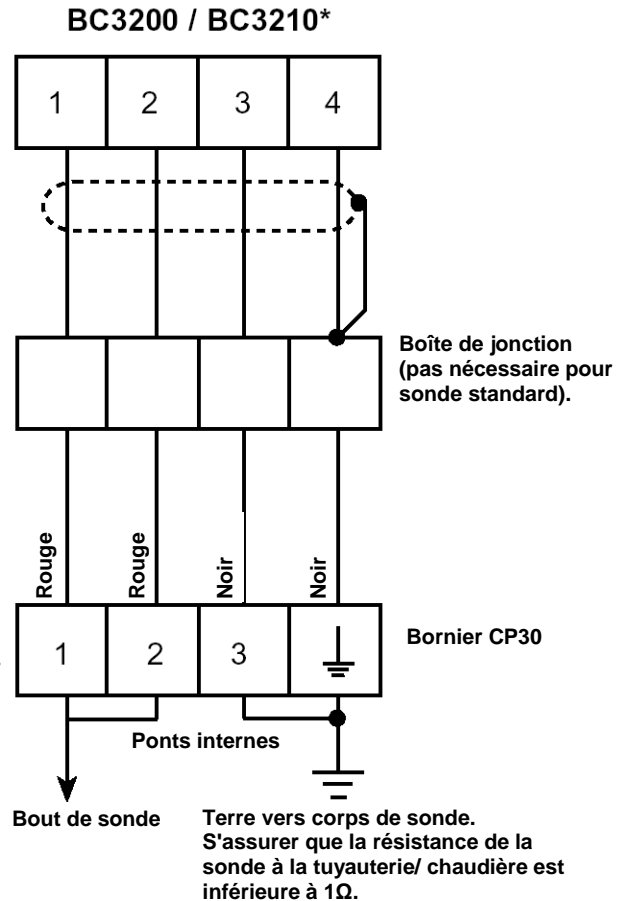 BC3200 / BC3210*
1 2 3 4
Boîte de jonction
(pas nécessaire pour
sonde standard).
Rouge Rouge Noir Noir
1 2 3
Bornier CP30
Ponts internes
Bout de sonde
Terre vers corps de sonde.
S'assurer que la résistance de la
sonde à la tuyauterie/ chaudière est
inférieure à 1Ω.